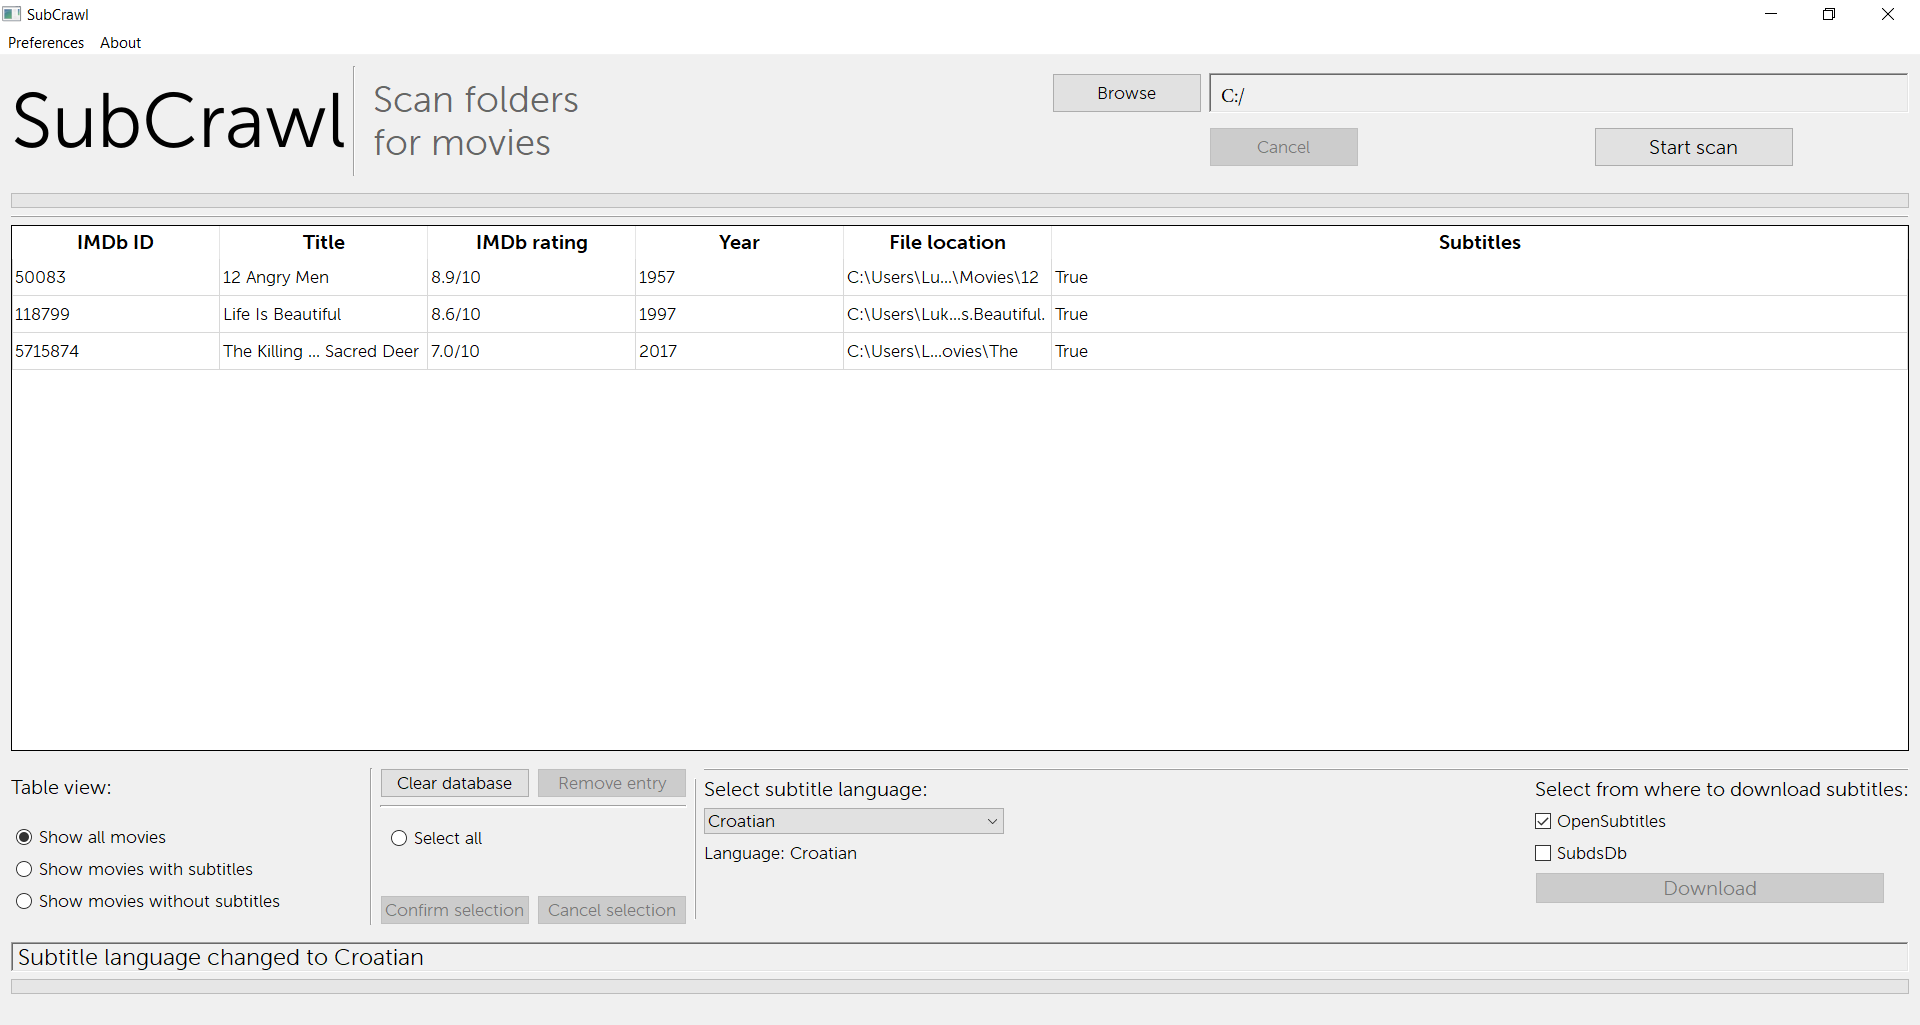 SubCrawl
Preferences About
SubCrawl
Scan folders
for movies
Browse C:/
Cancel Start scan
IMDb ID Title IMDb rating Year File location Subtitles
50083 12 Angry Men 8.9/10 1957 C:\Users\Lu...\Movies\12 True
118799 Life Is Beautiful 8.6/10 1997 C:\Users\Luk...s.Beautiful. True
5715874 The Killing ... Sacred Deer 7.0/10 2017 C:\Users\L...ovies\The True
Table view:
Show all movies
Show movies with subtitles
Show movies without subtitles
Clear database Remove entry
Select all
Confirm selection Cancel selection
Select subtitle language:
Croatian
Language: Croatian
Select from where to download subtitles:
OpenSubtitles
SubdsDb
Download
Subtitle language changed to Croatian